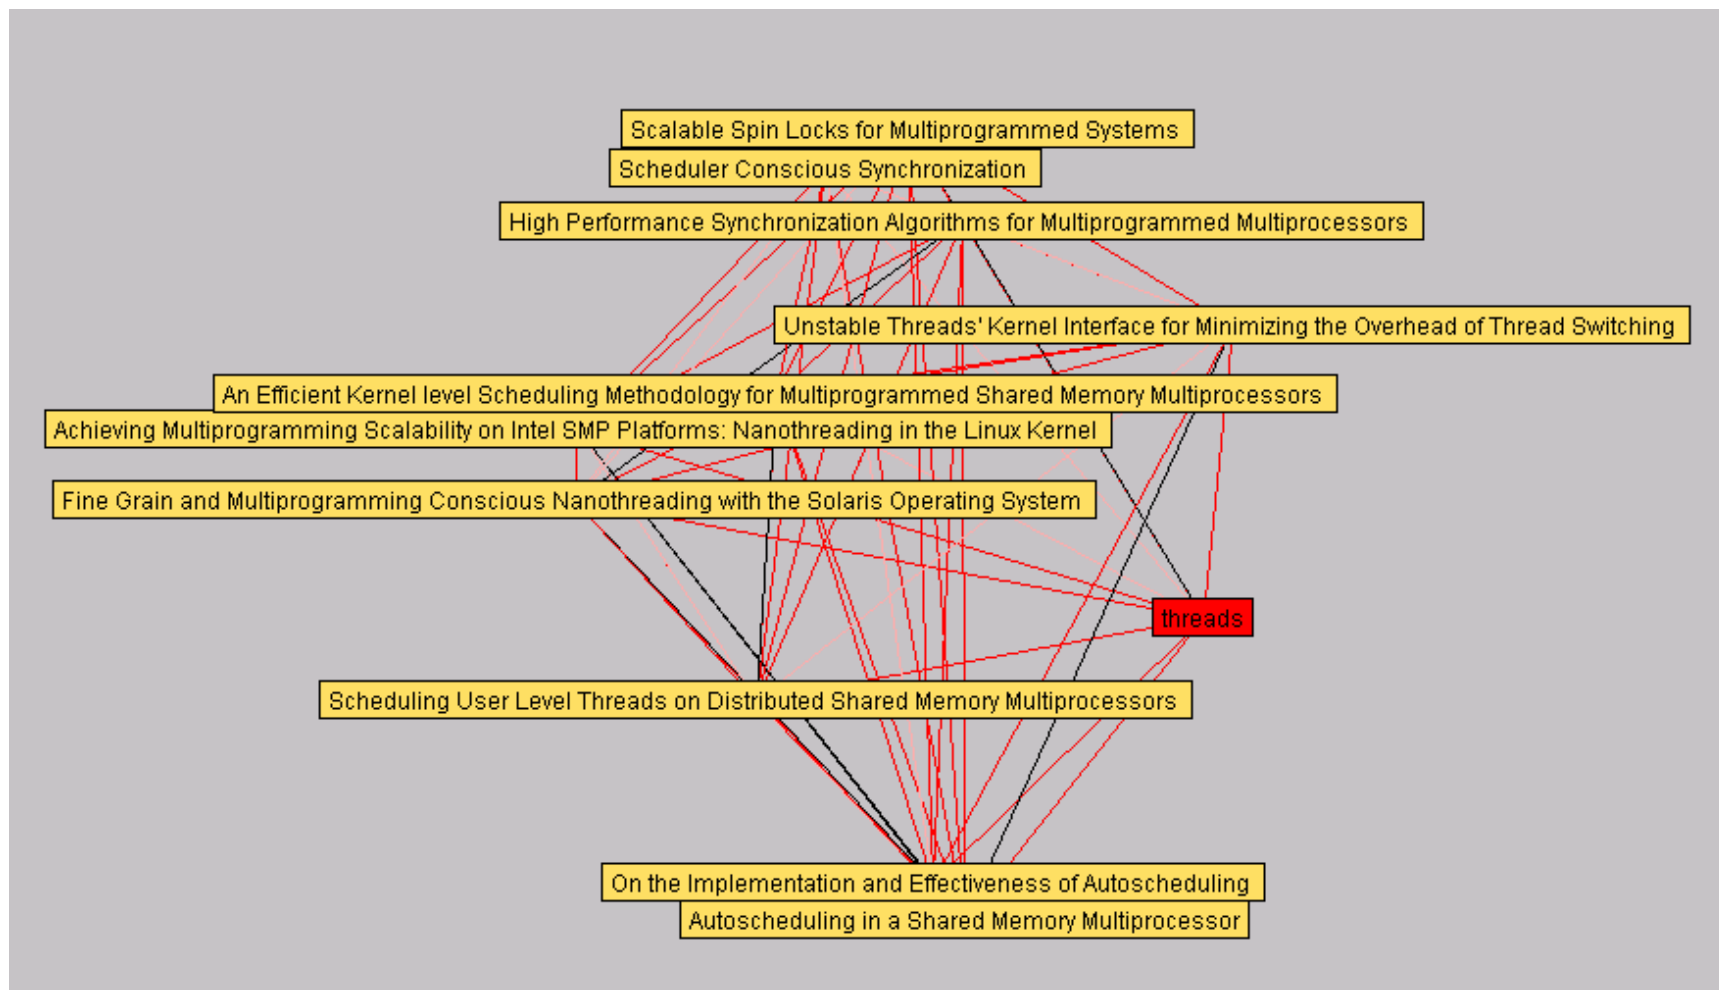 Scalable Spin Locks for Multiprogrammed Systems
Scheduler Conscious Synchronization
High Performance Synchronization Algorithms for Multiprogrammed Multiprocessors
Unstable Threads' Kernel Interface for Minimizing the Overhead of Thread Switching
An Efficient Kernel level Scheduling Methodology for Multiprogrammed Shared Memory Multiprocessors
Achieving Multiprogramming Scalability on Intel SMP Platforms: Nanothreading in the Linux Kernel
Fine Grain and Multiprogramming Conscious Nanothreading with the Solaris Operating System
threads
Scheduling User Level Threads on Distributed Shared Memory Multiprocessors
On the Implementation and Effectiveness of Autoscheduling
Autoscheduling in a Shared Memory Multiprocessor